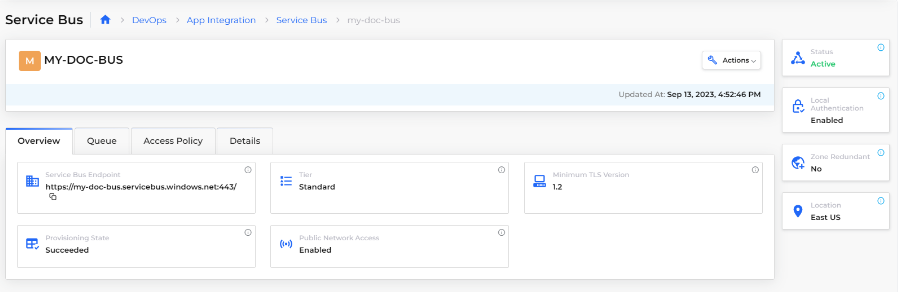 Service Bus
DevOps
App Integration
Service Bus
my-doc-bus
M
MY-DOC-BUS
Actions
Updated At: Sep 13, 2023, 4:52:46 PM
Overview
Queue
Access Policy
Details
Service Bus Endpoint
https://my-doc-bus.servicebus.windows.net:443/
Tier
Standard
Minimum TLS Version
1.2
Provisioning State
Succeeded
Public Network Access
Enabled
Status
Active
Local
Authentication
Enabled
Zone Redundant
No
Location
East US